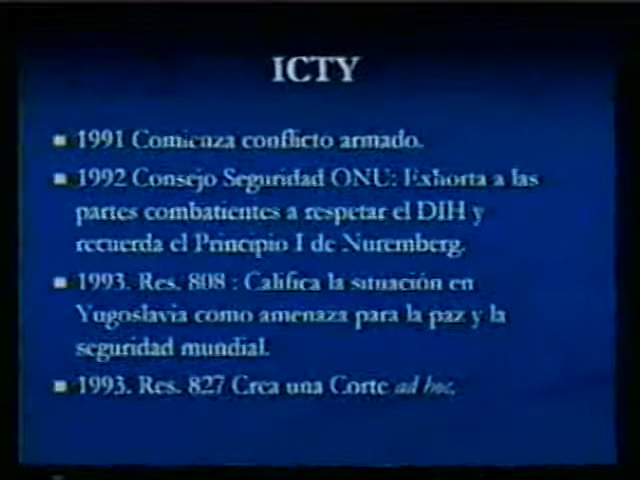 ICTY
1991 Comienza conflicto armado.
1992 Consejo Seguridad ONU: Exhorta a las
partes combatientes a respetar el DIH y
recuerda el Principio I de Nuremberg.
1993. Res. 808 : Califica la situación en
Yugoslavia como amenaza para la paz y la
seguridad mundial.
1993. Res. 827 Crea una Corte ad hoc.